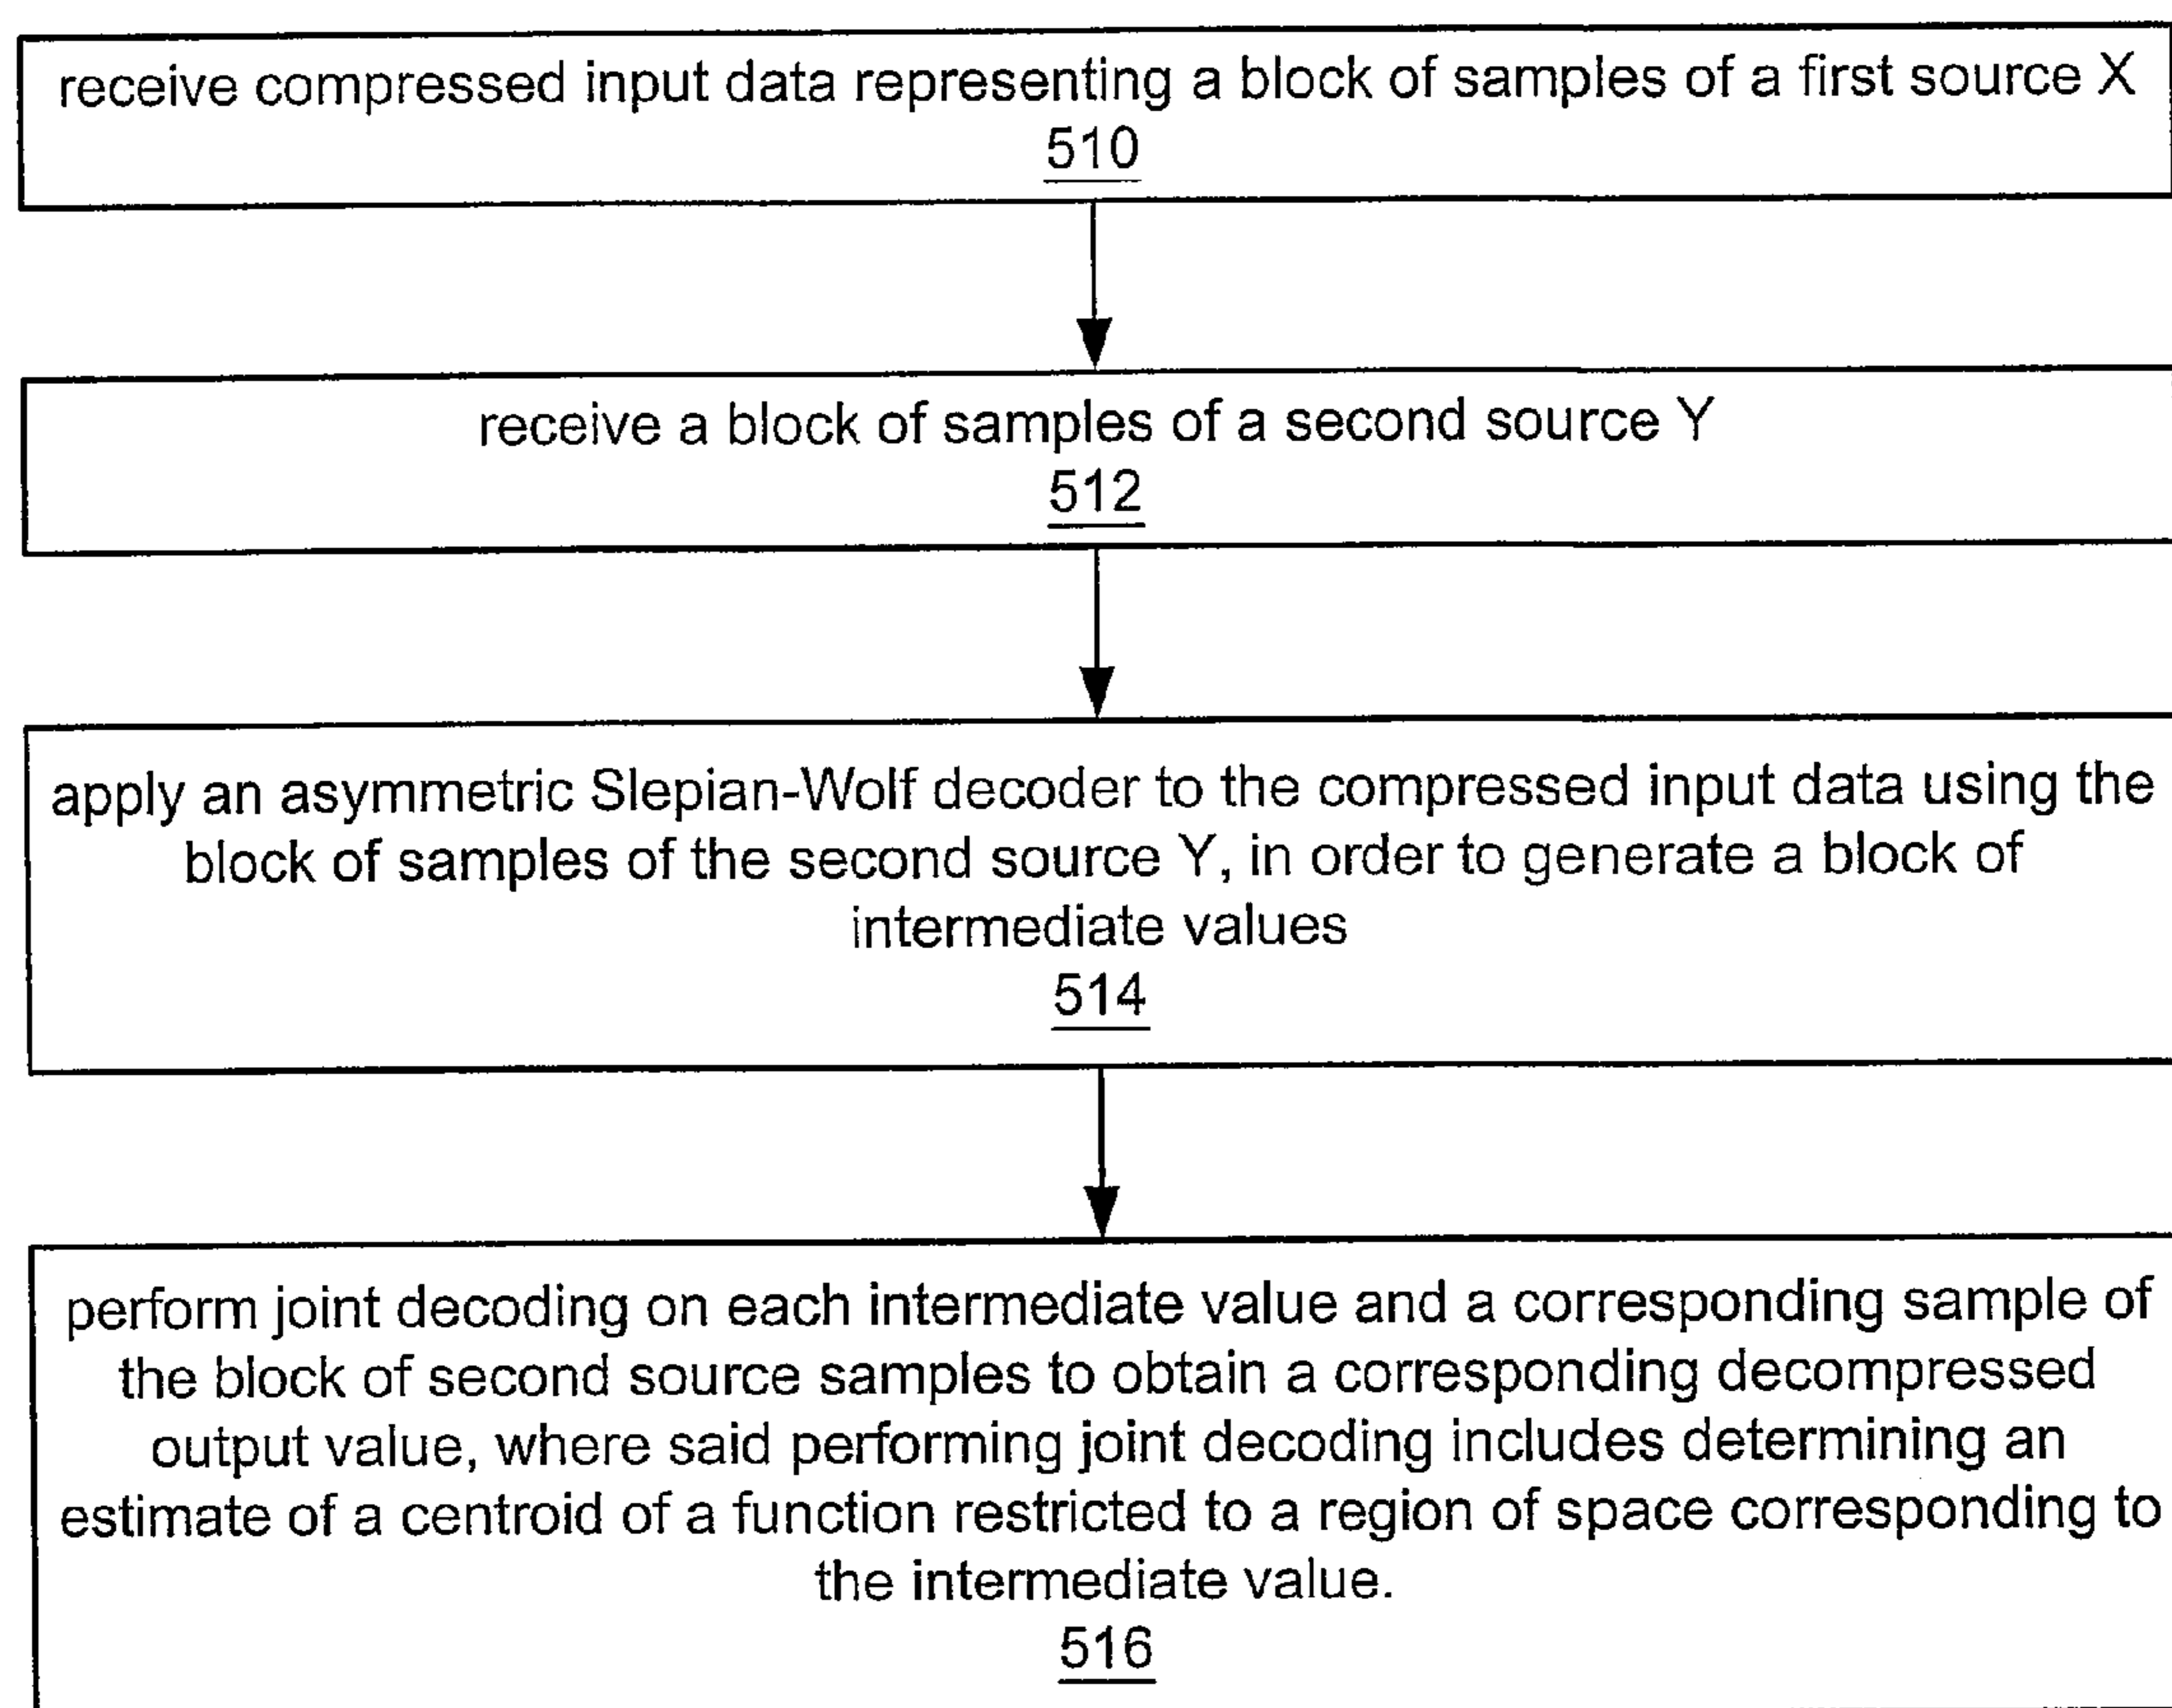 receive compressed input data representing a block of samples of a first source X
510
receive a block of samples of a second source Y
512
apply an asymmetric Slepian-Wolf decoder to the compressed input data using the
block of samples of the second source Y, in order to generate a block of
intermediate values
514
perform joint decoding on each intermediate value and a corresponding sample of
the block of second source samples to obtain a corresponding decompressed
output value, where said performing joint decoding includes determining an
estimate of a centroid of a function restricted to a region of space corresponding to
the intermediate value.
516